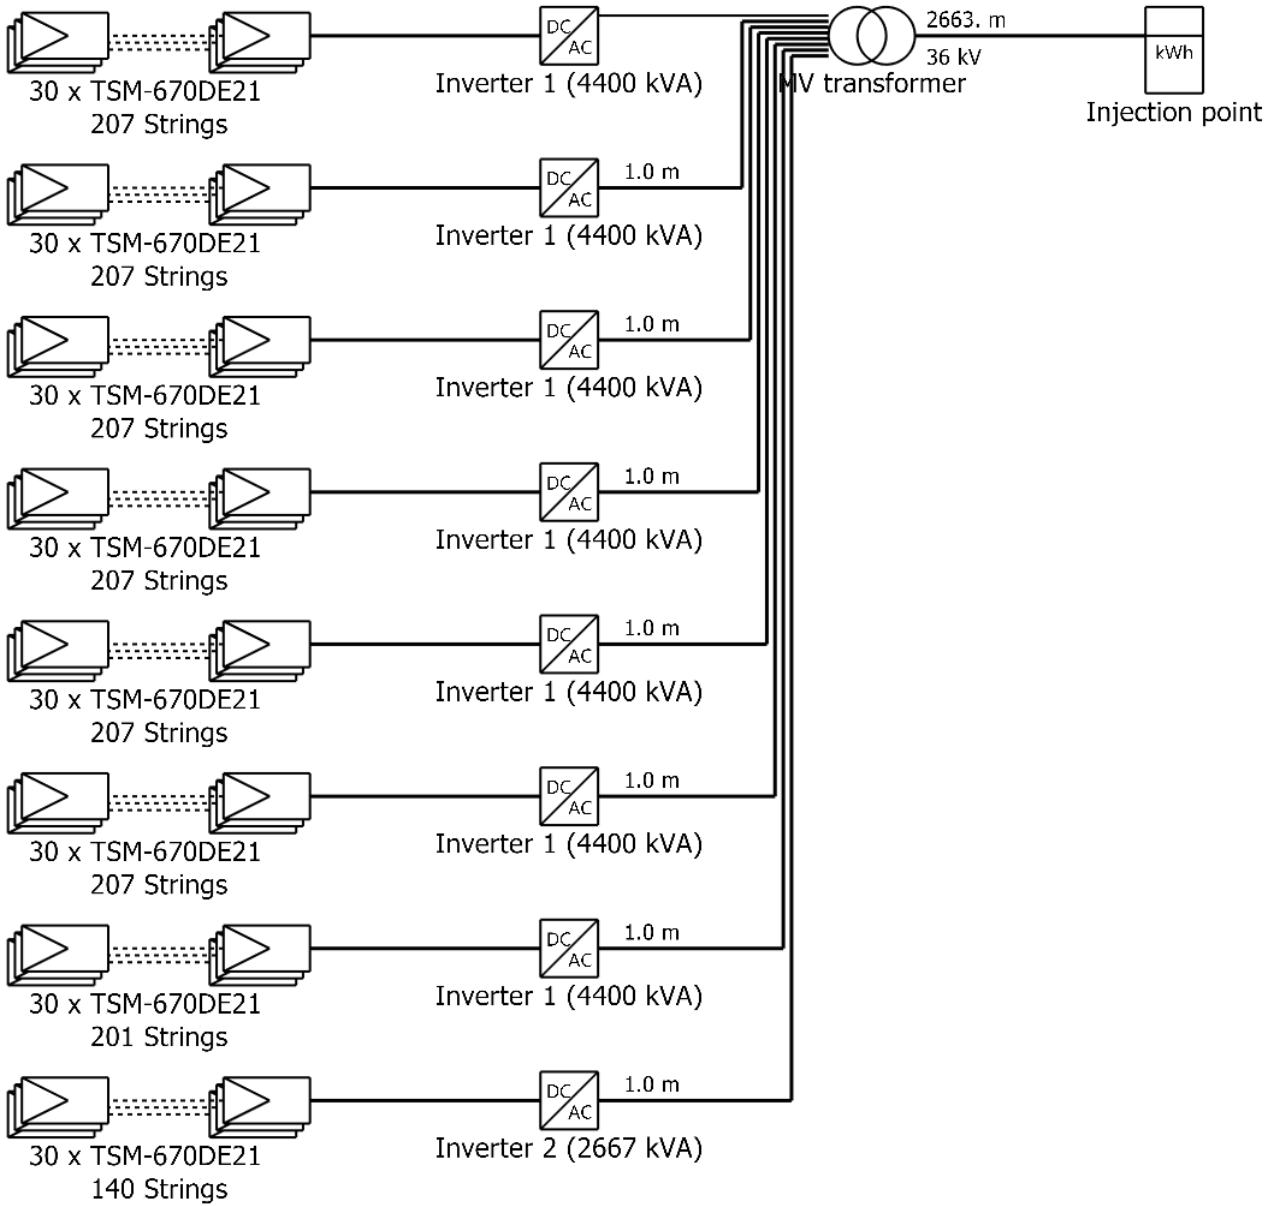 DC
AC
2663. m
36 kV
kWh
30 x TSM-670DE21
207 Strings
Inverter 1 (4400 kVA)
MV transformer
Injection point
DC
AC
1.0 m
30 x TSM-670DE21
207 Strings
Inverter 1 (4400 kVA)
DC
AC
1.0 m
30 x TSM-670DE21
207 Strings
Inverter 1 (4400 kVA)
DC
AC
1.0 m
30 x TSM-670DE21
207 Strings
Inverter 1 (4400 kVA)
DC
AC
1.0 m
30 x TSM-670DE21
207 Strings
Inverter 1 (4400 kVA)
DC
AC
1.0 m
30 x TSM-670DE21
207 Strings
Inverter 1 (4400 kVA)
DC
AC
1.0 m
30 x TSM-670DE21
201 Strings
Inverter 1 (4400 kVA)
DC
AC
1.0 m
30 x TSM-670DE21
140 Strings
Inverter 2 (2667 kVA)